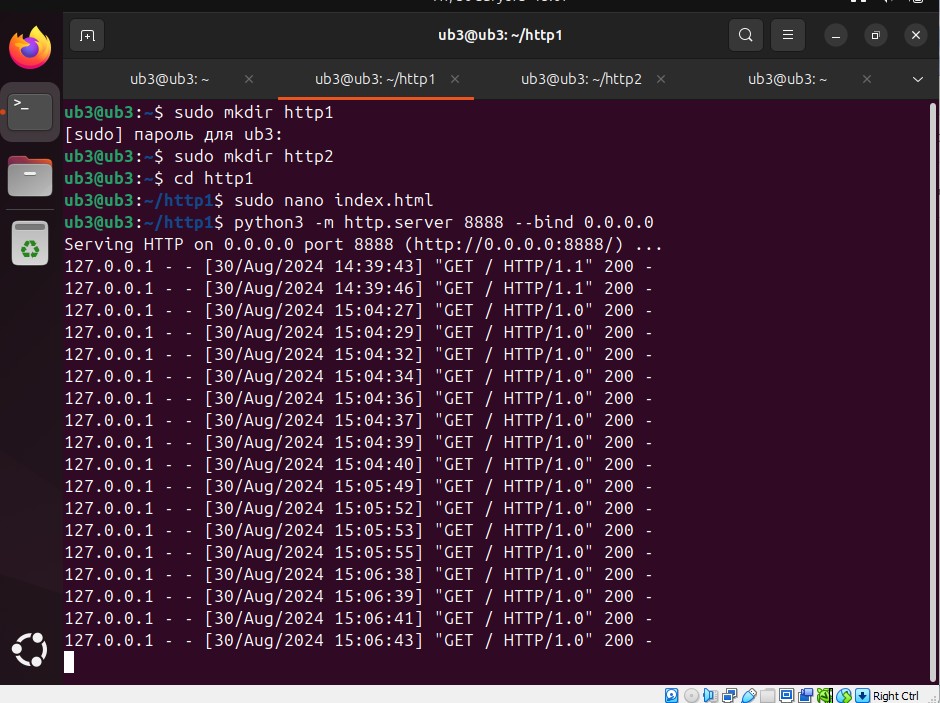 ub3@ub3: ~/http1
ub3@ub3: ~ ub3@ub3: ~/http1 ub3@ub3: ~/http2 ub3@ub3: ~
ub3@ub3:~$ sudo mkdir http1
[sudo] пароль для ub3:
ub3@ub3:~$ sudo mkdir http2
ub3@ub3:~$ cd http1
ub3@ub3:~/http1$ sudo nano index.html
ub3@ub3:~/http1$ python3 -m http.server 8888 --bind 0.0.0.0
Serving HTTP on 0.0.0.0 port 8888 (http://0.0.0.0:8888/) ...
127.0.0.1 - - [30/Aug/2024 14:39:43] "GET / HTTP/1.1" 200 -
127.0.0.1 - - [30/Aug/2024 14:39:46] "GET / HTTP/1.1" 200 -
127.0.0.1 - - [30/Aug/2024 15:04:27] "GET / HTTP/1.0" 200 -
127.0.0.1 - - [30/Aug/2024 15:04:29] "GET / HTTP/1.0" 200 -
127.0.0.1 - - [30/Aug/2024 15:04:32] "GET / HTTP/1.0" 200 -
127.0.0.1 - - [30/Aug/2024 15:04:34] "GET / HTTP/1.0" 200 -
127.0.0.1 - - [30/Aug/2024 15:04:36] "GET / HTTP/1.0" 200 -
127.0.0.1 - - [30/Aug/2024 15:04:37] "GET / HTTP/1.0" 200 -
127.0.0.1 - - [30/Aug/2024 15:04:39] "GET / HTTP/1.0" 200 -
127.0.0.1 - - [30/Aug/2024 15:04:40] "GET / HTTP/1.0" 200 -
127.0.0.1 - - [30/Aug/2024 15:05:49] "GET / HTTP/1.0" 200 -
127.0.0.1 - - [30/Aug/2024 15:05:52] "GET / HTTP/1.0" 200 -
127.0.0.1 - - [30/Aug/2024 15:05:53] "GET / HTTP/1.0" 200 -
127.0.0.1 - - [30/Aug/2024 15:05:55] "GET / HTTP/1.0" 200 -
127.0.0.1 - - [30/Aug/2024 15:06:38] "GET / HTTP/1.0" 200 -
127.0.0.1 - - [30/Aug/2024 15:06:39] "GET / HTTP/1.0" 200 -
127.0.0.1 - - [30/Aug/2024 15:06:41] "GET / HTTP/1.0" 200 -
127.0.0.1 - - [30/Aug/2024 15:06:43] "GET / HTTP/1.0" 200 -
Right Ctrl